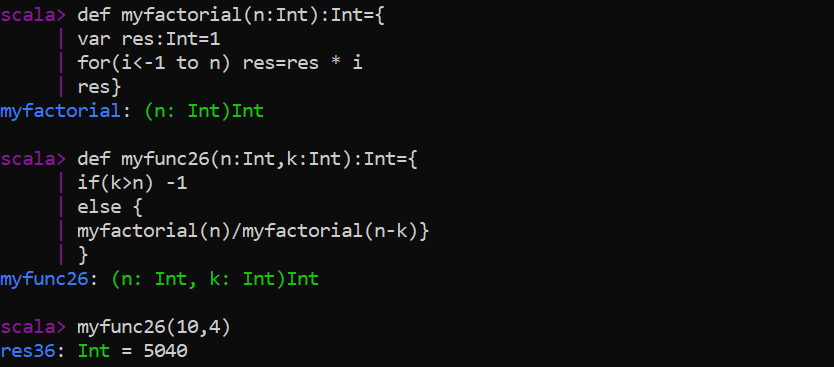 scala> def myfactorial(n:Int):Int={
     | var res:Int=1
     | for(i<-1 to n) res=res * i
     | res}
myfactorial: (n: Int)Int
scala> def myfunc26(n:Int,k:Int):Int={
     | if(k>n) -1
     | else {
     | myfactorial(n)/myfactorial(n-k)}
     | }
myfunc26: (n: Int, k: Int)Int
scala> myfunc26(10,4)
res36: Int = 5040